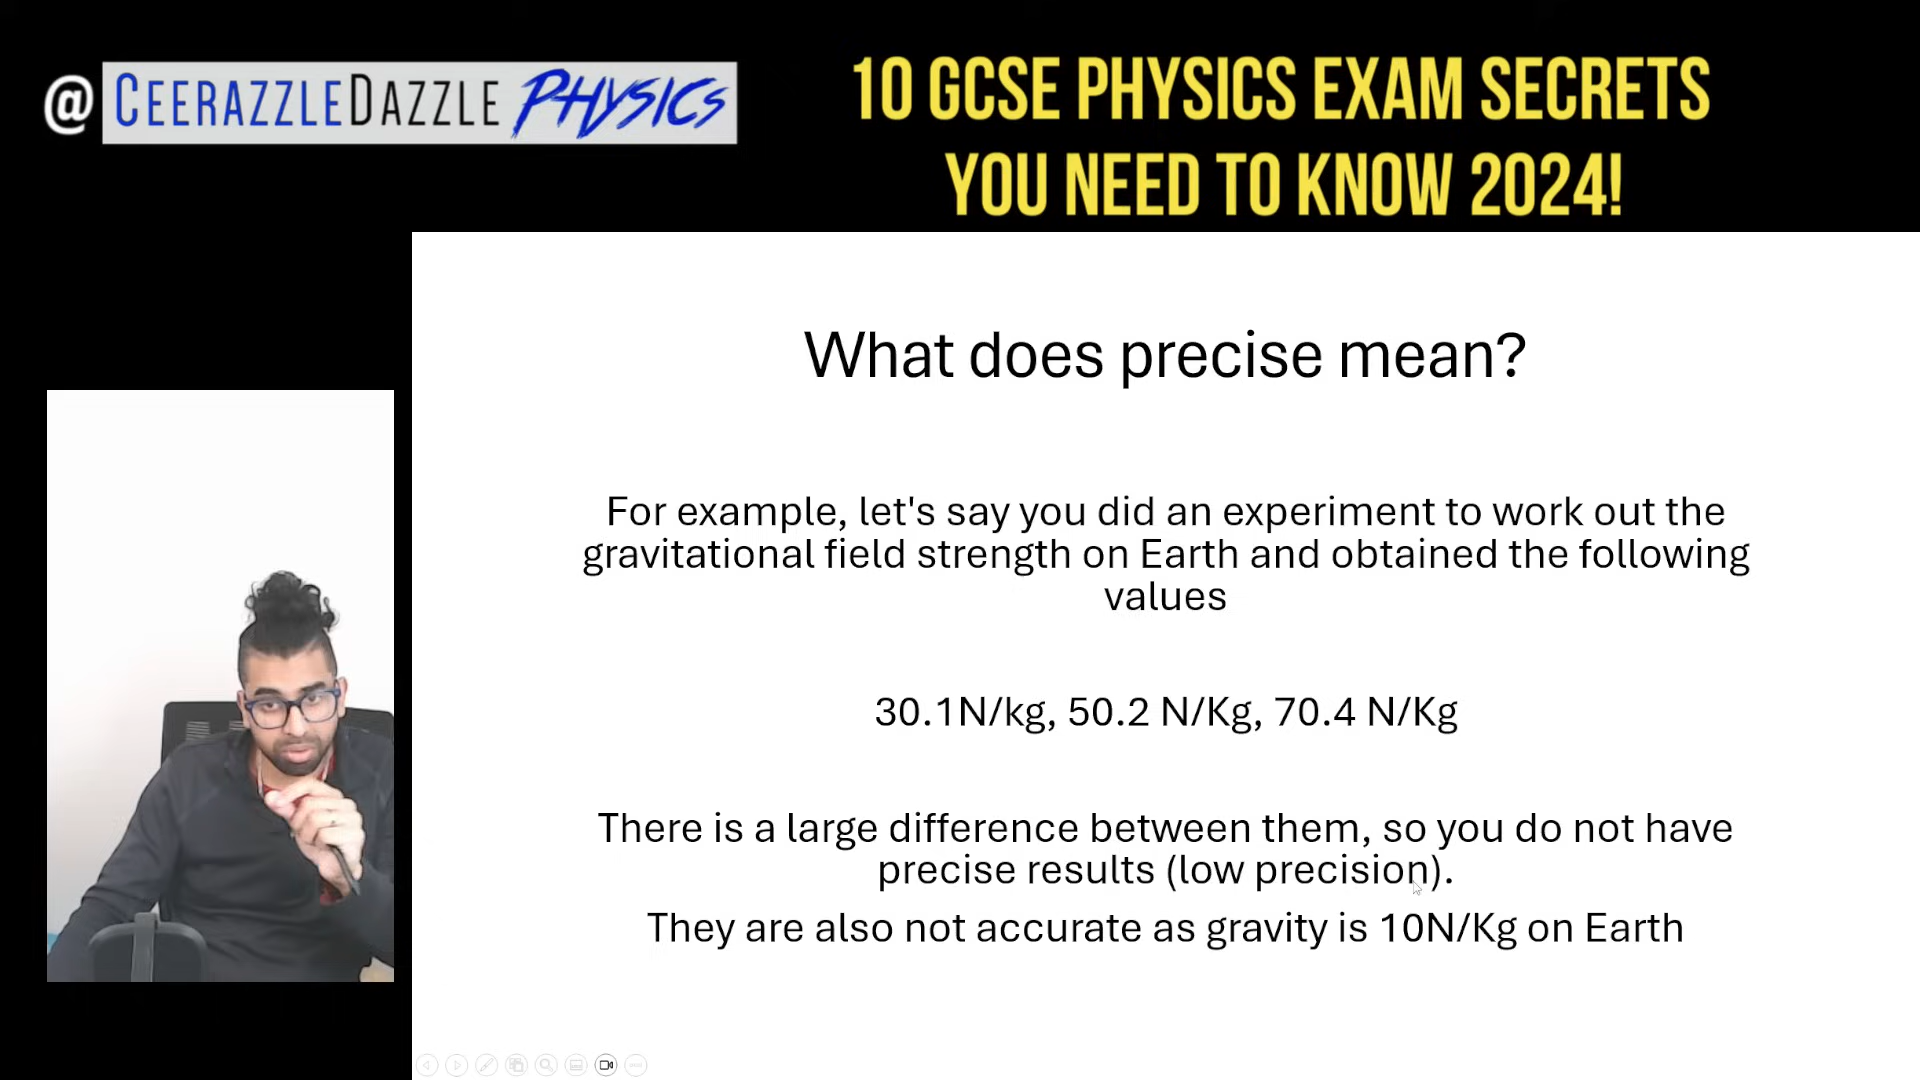 @CEERAZZLEDAZZLE PHYSICS
10 GCSE PHYSICS EXAM SECRETS
YOU NEED TO KNOW 2024!
What does precise mean?
For example, let's say you did an experiment to work out the
gravitational field strength on Earth and obtained the following
values
30.1N/kg, 50.2 N/Kg, 70.4 N/Kg
There is a large difference between them, so you do not have
precise results (low precision).
They are also not accurate as gravity is 10N/Kg on Earth